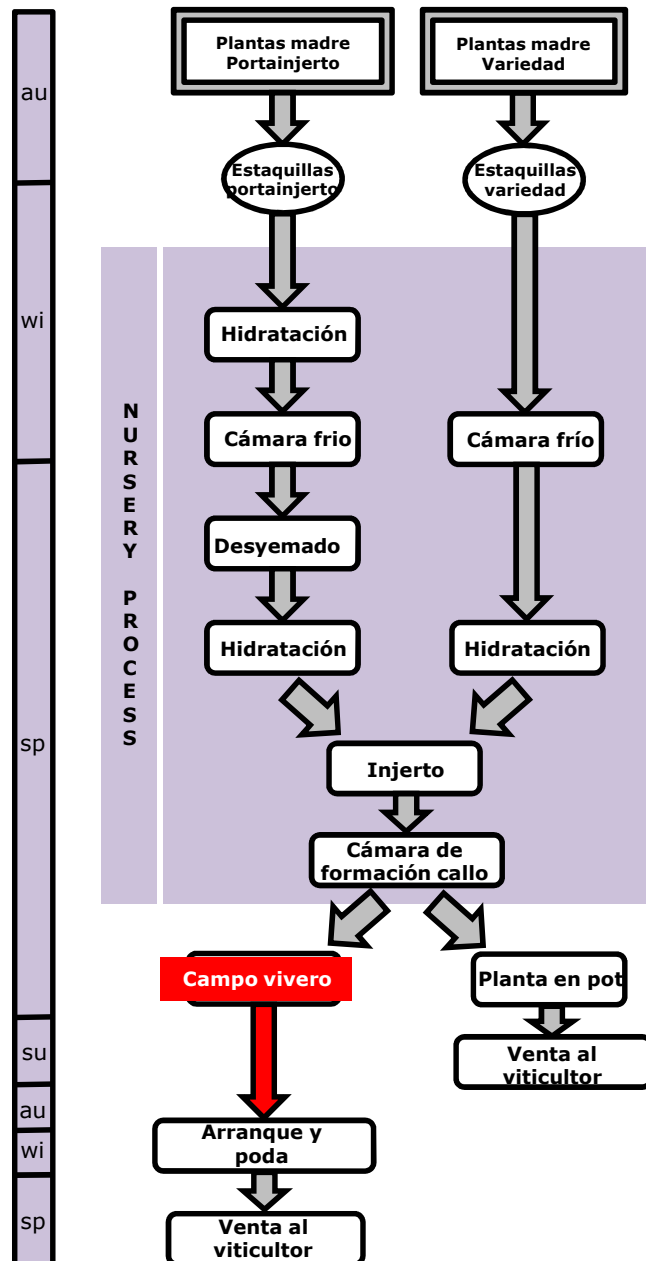 au
wi
sp
su
au
wi
sp
NURSERY PROCESS
Plantas madre
Portainjerto
Plantas madre
Variedad
Estaquillas
portainjerto
Estaquillas
variedad
Hidratación
Cámara frio
Cámara frío
Desyemado
Hidratación
Hidratación
Injerto
Cámara de
formación callo
Campo vivero
Planta en pot
Venta al
viticultor
Arranque y
poda
Venta al
viticultor